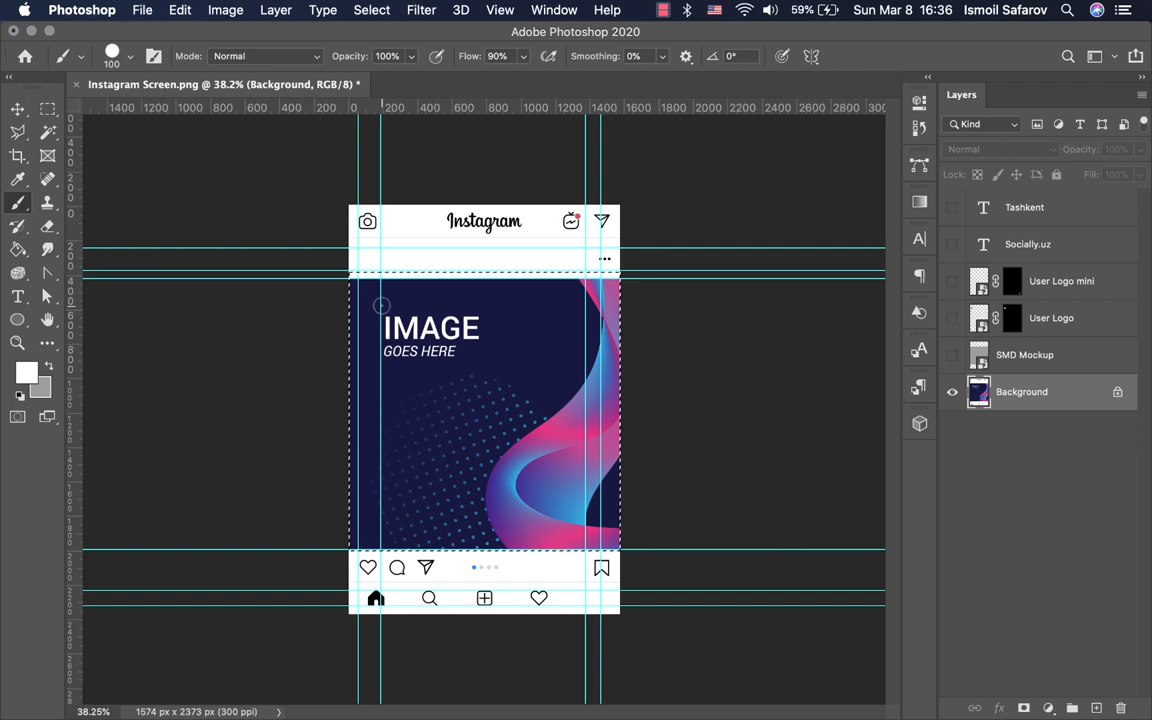 Photoshop File Edit Image Layer Type Select Filter 3D View Window Help 59% Sun Mar 8 16:36 Ismoil Safarov
Adobe Photoshop 2020
100 Mode: Normal Opacity: 100% Flow: 90% Smoothing: 0% 0°
Instagram Screen.png @ 38.2% (Background, RGB/8) *
1400 1200 1000 800 600 400 200 0 200 400 600 800 1000 1200 1400 1600 1800 2000 2200 2400 2600 2800 300
Layers
Kind
Normal Opacity: 100%
Lock: Fill: 100%
Tashkent
Socially.uz
User Logo mini
User Logo
SMD Mockup
Background
Instagram
IMAGE
GOES HERE
38.25% 1574 px x 2373 px (300 ppi)